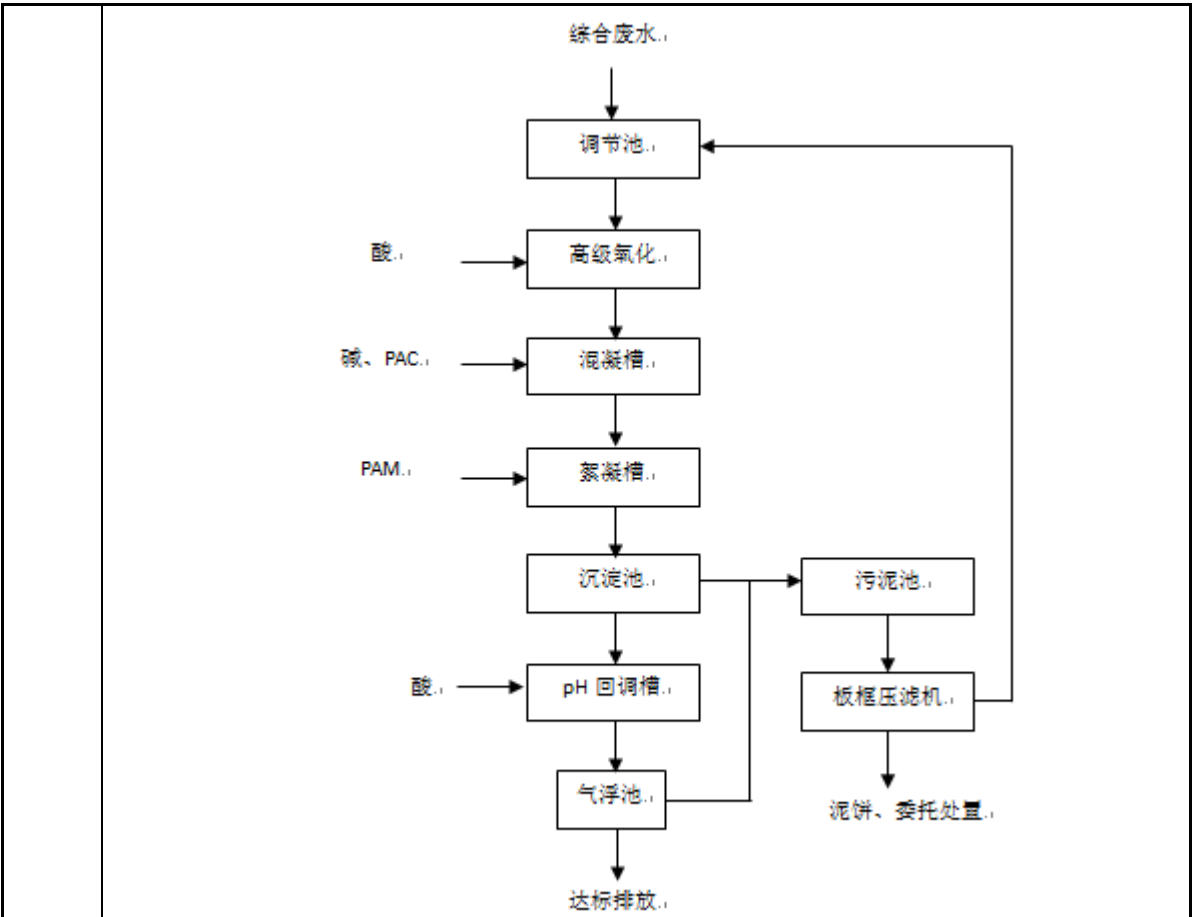 综合废水
调节池
酸
高级氧化
碱、PAC
混凝槽
PAM
絮凝槽
沉淀池
污泥池
酸
pH 回调槽
板框压滤机
气浮池
泥饼、委托处置
达标排放